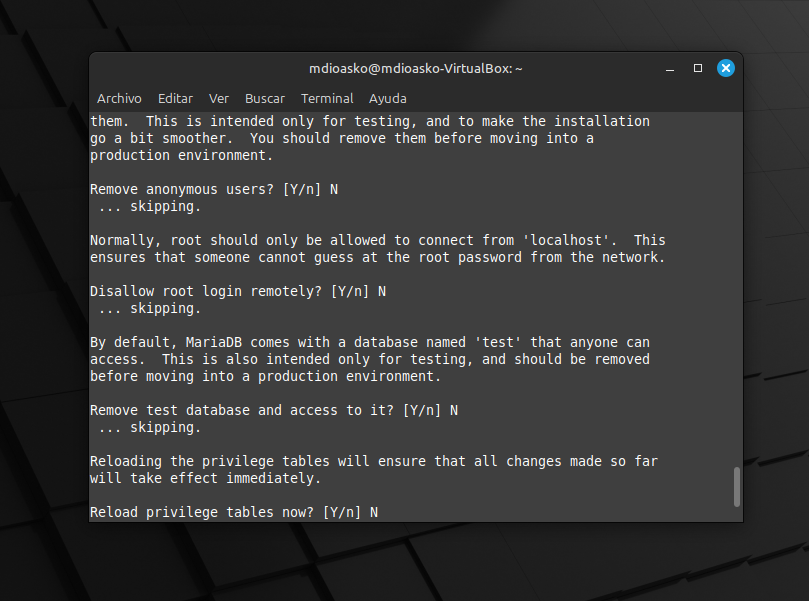 mdioasko@mdioasko-VirtualBox: ~
Archivo Editar Ver Buscar Terminal Ayuda
them.  This is intended only for testing, and to make the installation
go a bit smoother.  You should remove them before moving into a
production environment.
Remove anonymous users? [Y/n] N
 ... skipping.
Normally, root should only be allowed to connect from 'localhost'.  This
ensures that someone cannot guess at the root password from the network.
Disallow root login remotely? [Y/n] N
 ... skipping.
By default, MariaDB comes with a database named 'test' that anyone can
access.  This is also intended only for testing, and should be removed
before moving into a production environment.
Remove test database and access to it? [Y/n] N
 ... skipping.
Reloading the privilege tables will ensure that all changes made so far
will take effect immediately.
Reload privilege tables now? [Y/n] N